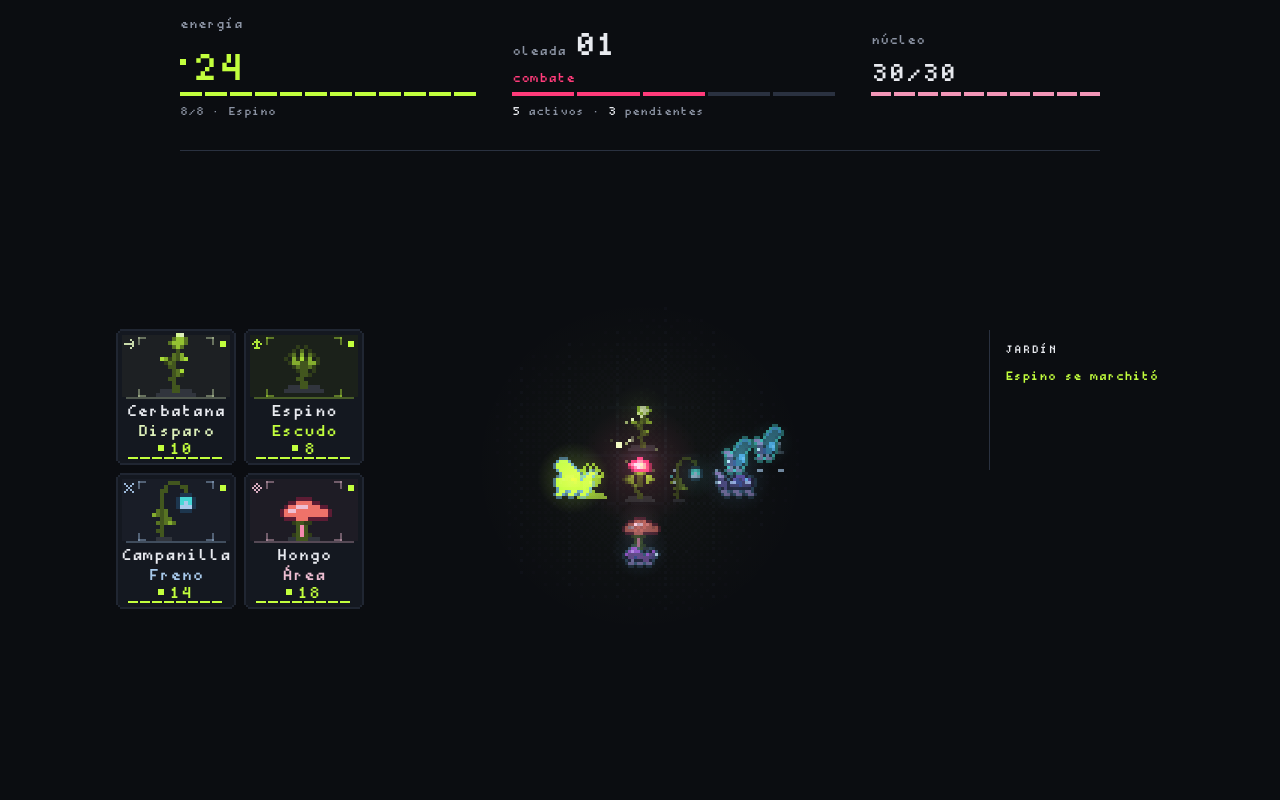 energía
24
8/8 · Espino
oleada 01
combate
5 activos · 3 pendientes
núcleo
30/30
Cerbatana
Disparo
10
Espino
Escudo
8
Campanilla
Freno
14
Hongo
Área
18
JARDÍN
Espino se marchitó